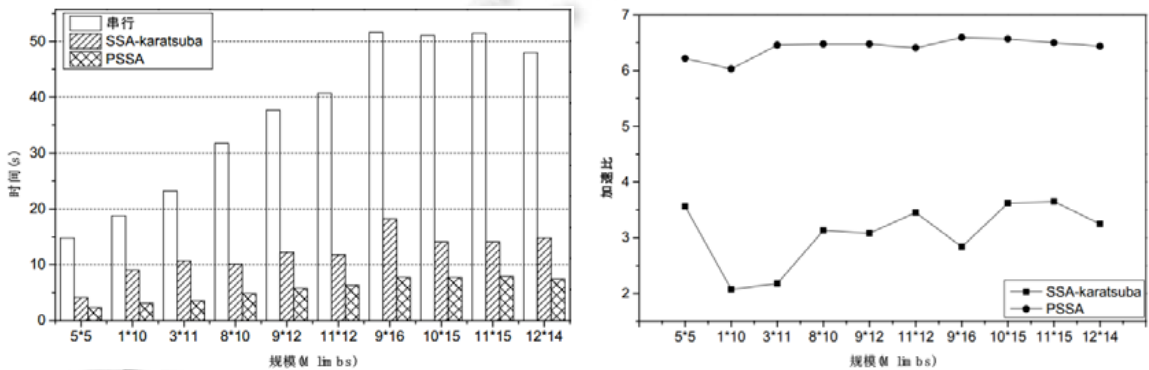 串行
SSA-karatsuba
PSSA
时间(s)
50
40
30
20
10
0
5*5 1*10 3*11 8*10 9*12 11*12 9*16 10*15 11*15 12*14
规模(M limbs)
加速比
7
6
5
4
3
2
SSA-karatsuba
PSSA
5*5 1*10 3*11 8*10 9*12 11*12 9*16 10*15 11*15 12*14
规模(M limbs)